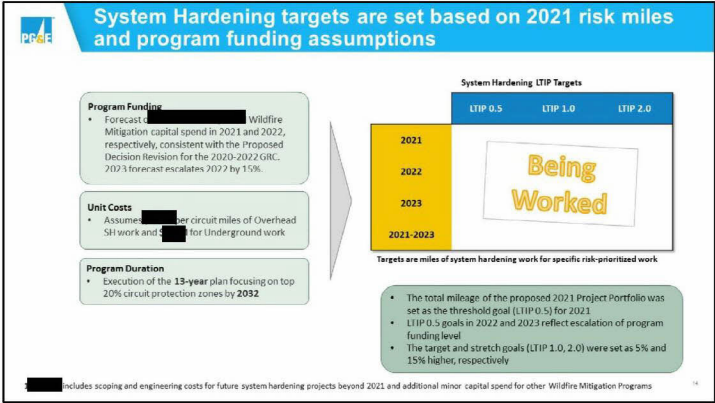 PG&E
System Hardening targets are set based on 2021 risk miles
and program funding assumptions
Program Funding
• Forecast Wildfire
Mitigation capital spend in 2021 and 2022,
respectively, consistent with the Proposed
Decision Revision for the 2020-2022 GRC.
2023 forecast escalates 2022 by 15%.
Unit Costs
• Assumes per circuit miles of Overhead
SH work and for Underground work
Program Duration
• Execution of the 13-year plan focusing on top
20% circuit protection zones by 2032
System Hardening LTIP Targets
LTIP 0.5 LTIP 1.0 LTIP 2.0
2021
2022
2023
2021-2023
Being
Worked
Targets are miles of system hardening work for specific risk-prioritized work
• The total mileage of the proposed 2021 Project Portfolio was
set as the threshold goal (LTIP 0.5) for 2021
• LTIP 0.5 goals in 2022 and 2023 reflect escalation of program
funding level
• The target and stretch goals (LTIP 1.0, 2.0) were set as 5% and
15% higher, respectively
includes scoping and engineering costs for future system hardening projects beyond 2021 and additional minor capital spend for other Wildfire Mitigation Programs